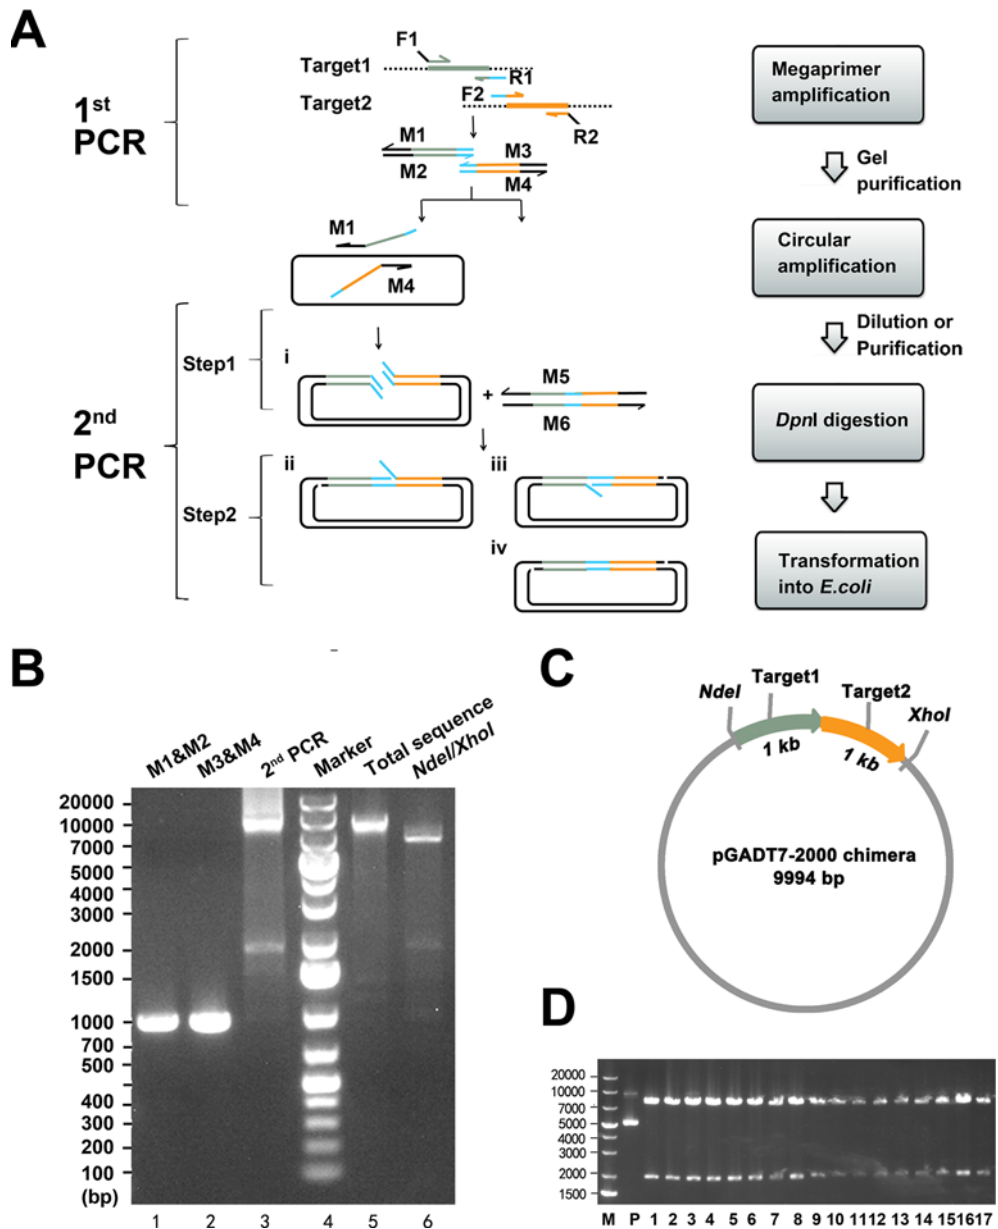 A
1st
PCR
F1
Target1
R1
Target2
F2
R2
M1
M2
M3
M4
M1
M4
2nd
PCR
Step1
i
+
M5
M6
Step2
ii
iii
iv
Megaprimer
amplification
Gel
purification
Circular
amplification
Dilution or
Purification
DpnI digestion
Transformation
into E.coli
B
M1&M2
M3&M4
2nd PCR
Marker
Total sequence
NdeI/XhoI
20000
10000
7000
5000
4000
3000
2000
1500
1000
700
500
400
300
200
100
(bp)
1 2 3 4 5 6
C
NdeI
Target1
Target2
XhoI
1 kb
1 kb
pGADT7-2000 chimera
9994 bp
D
20000
10000
7000
5000
4000
3000
2000
1500
M P 1 2 3 4 5 6 7 8 9 10 11 12 13 14 15 16 17